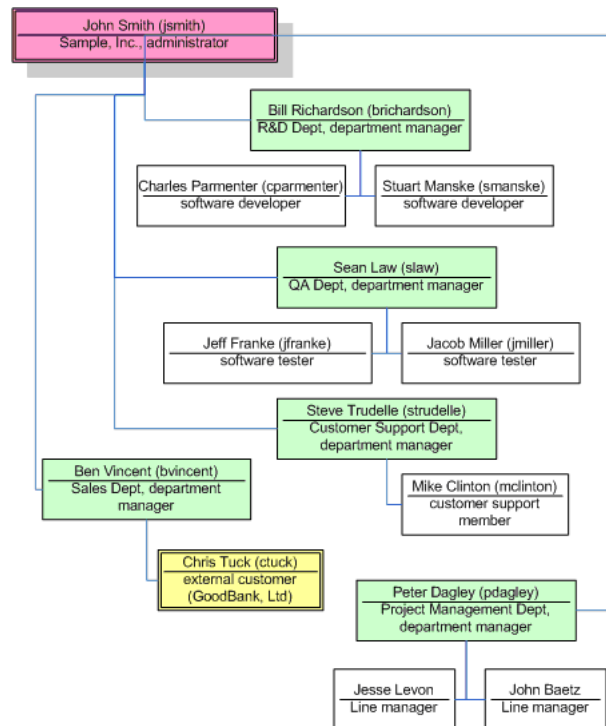 John Smith (jsmith)
Sample, Inc., administrator
Bill Richardson (brichardson)
R&D Dept, department manager
Charles Parmenter (cparmenter)
software developer
Stuart Manske (smanske)
software developer
Sean Law (slaw)
QA Dept, department manager
Jeff Franke (jfranke)
software tester
Jacob Miller (jmiller)
software tester
Steve Trudelle (strudelle)
Customer Support Dept,
department manager
Ben Vincent (bvincent)
Sales Dept, department
manager
Mike Clinton (mclinton)
customer support
member
Chris Tuck (ctuck)
external customer
(GoodBank, Ltd)
Peter Dagley (pdagley)
Project Management Dept,
department manager
Jesse Levon
Line manager
John Baetz
Line manager